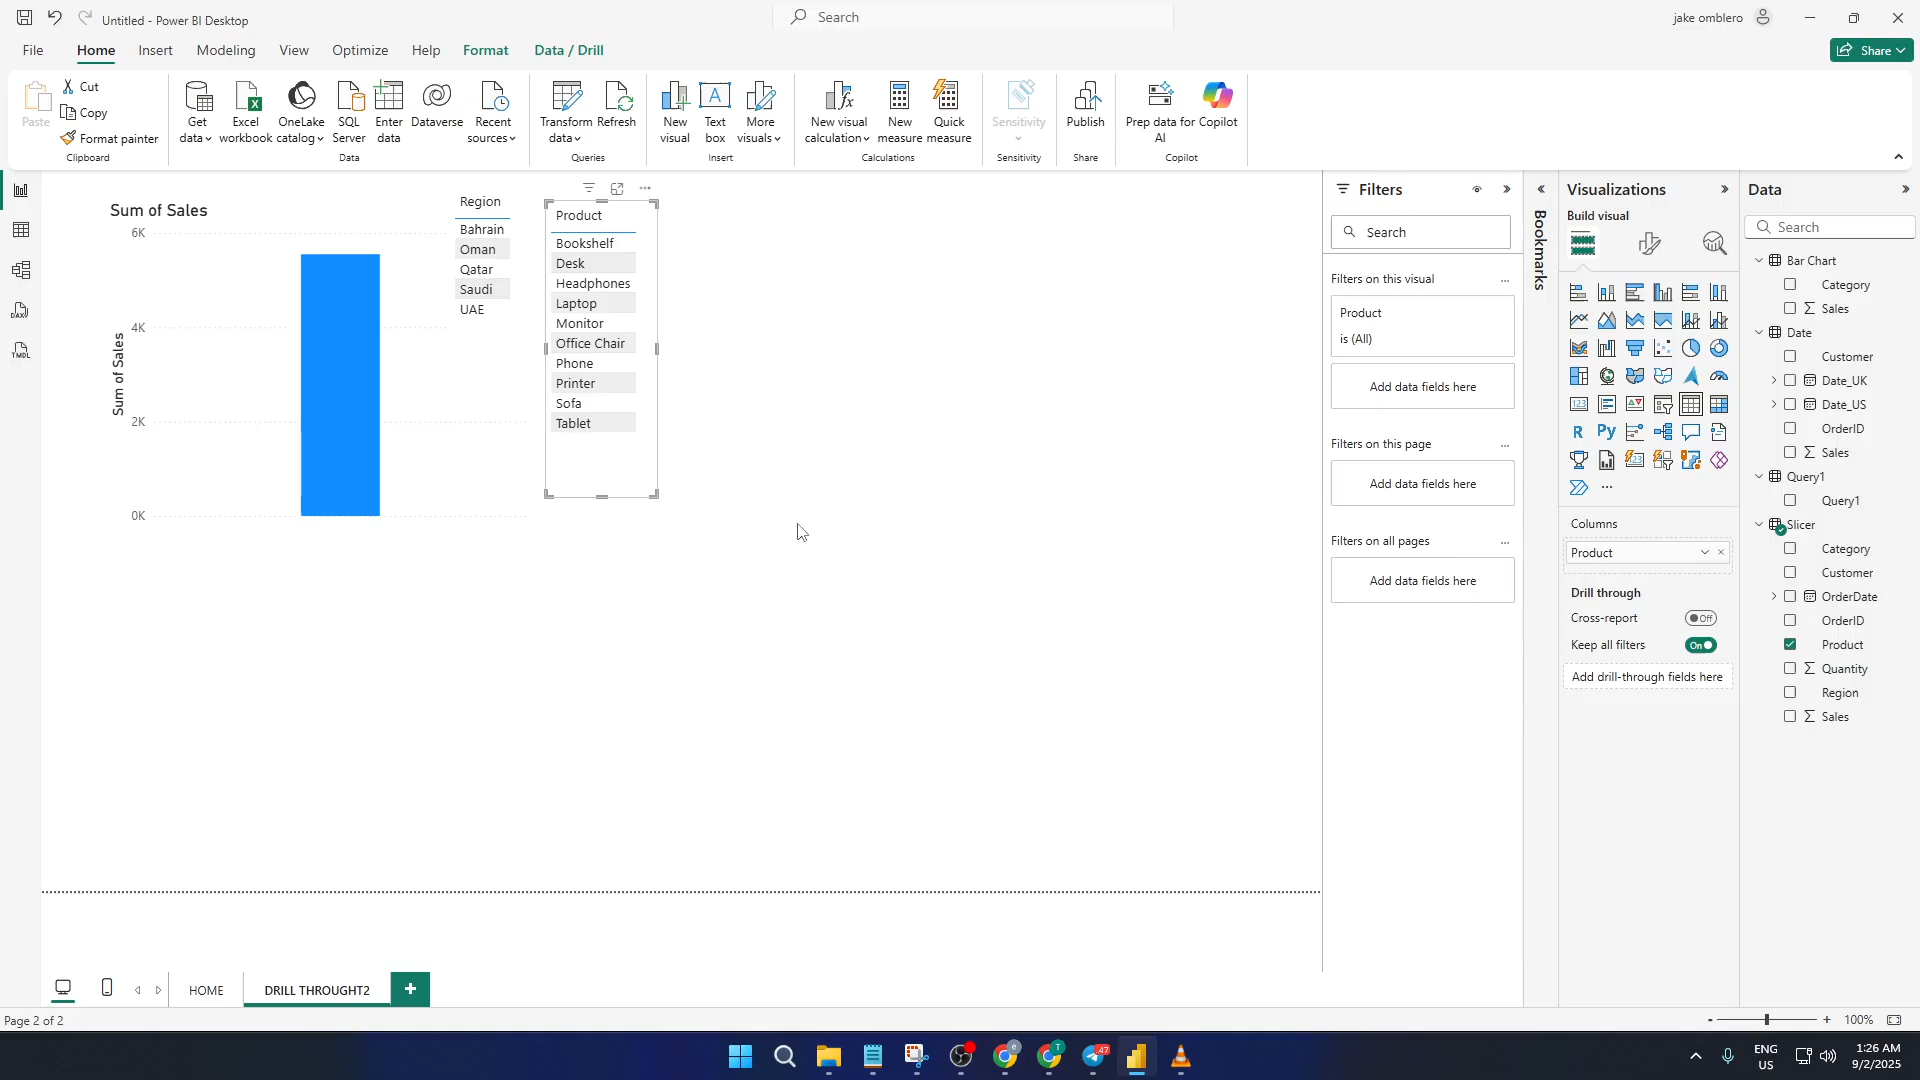 Untitled - Power BI Desktop
Search
jake omblero
File
Home
Insert
Modeling
View
Optimize
Help
Format
Data / Drill
Share
Paste
Cut
Copy
Format painter
Clipboard
Get data
Excel workbook
OneLake catalog
SQL Server
Enter data
Dataverse
Recent sources
Data
Transform data
Refresh
Queries
New visual
Text box
More visuals
Insert
New visual calculation
New measure
Quick measure
Calculations
Sensitivity
Sensitivity
Publish
Share
Prep data for AI
Copilot
Copilot
Sum of Sales
6K
4K
2K
0K
Sum of Sales
Region
Bahrain
Oman
Qatar
Saudi
UAE
Product
Bookshelf
Desk
Headphones
Laptop
Monitor
Office Chair
Phone
Printer
Sofa
Tablet
Filters
Search
Filters on this visual
Product
is (All)
Add data fields here
Filters on this page
Add data fields here
Filters on all pages
Add data fields here
Bookmarks
Visualizations
Build visual
123
R
Py
123
Columns
Product
Drill through
Cross-report
Off
Keep all filters
On
Add drill-through fields here
Data
Search
Bar Chart
Category
Sales
Date
Customer
Date_UK
Date_US
OrderID
Sales
Query1
Query1
Slicer
Category
Customer
OrderDate
OrderID
Product
Quantity
Region
Sales
DAX
TMDL
HOME
DRILL THROUGHT2
Page 2 of 2
100%
47
ENG
US
1:26 AM
9/2/2025